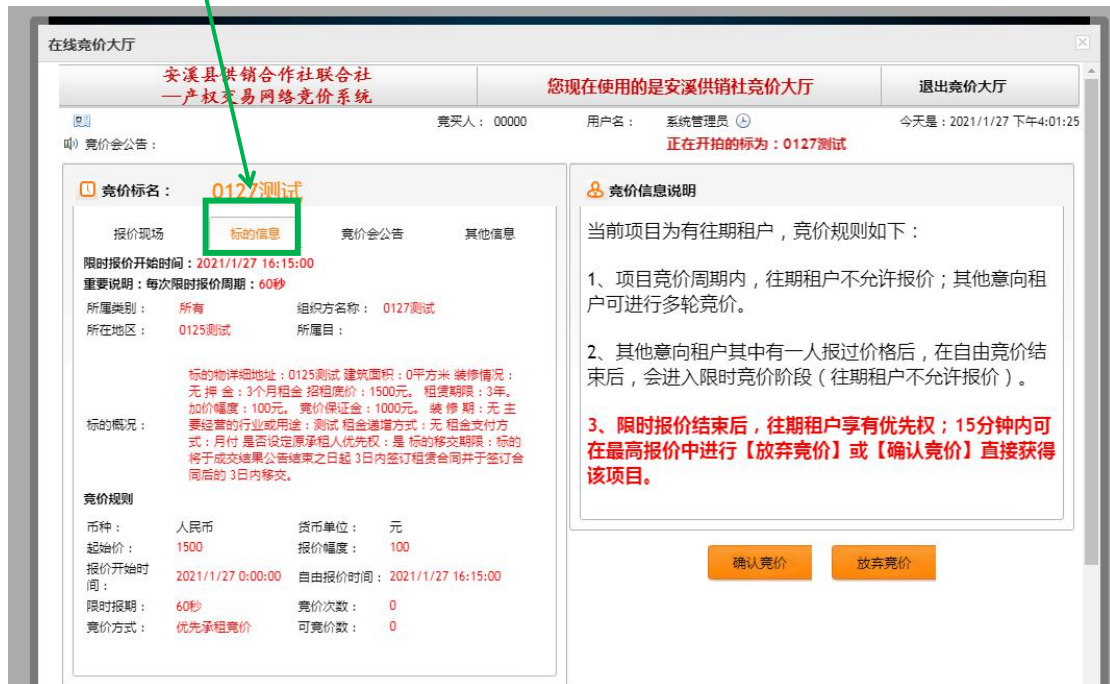 在线竞价大厅
安溪县供销合作社联合社
—产权交易网络竞价系统
您现在使用的是安溪供销社竞价大厅
退出竞价大厅
竞买人： 00000
用户名： 系统管理员
今天是：2021/1/27 下午4:01:25
竞价会公告：
正在开拍的标为：0127测试
竞价标名： 0127测试
报价现场 标的信息 竞价会公告 其他信息
限时报价开始时间：2021/1/27 16:15:00
重要说明：每次限时报价周期：60秒
所属类别： 所有 组织方名称： 0127测试
所在地区： 0125测试 所属目：
标的概况：
标的物详细地址：0125测试 建筑面积：0平方米 装修情况：
无 押 金：3个月租金 招租底价：1500元。 租赁期限：3年。
加价幅度：100元。 竞价保证金：1000元。 装 修 期：无 主
要经营的行业或用途：测试 租金递增方式：无 租金支付方
式：月付 是否设定原承租人优先权：是 标的移交期限：标的
将于成交结果公告结束之日起 3日内签订租赁合同并于签订合
同后的 3日内移交。
竞价规则
币种： 人民币 货币单位： 元
起始价： 1500 报价幅度： 100
报价开始时
间：
2021/1/27 0:00:00 自由报价时间：2021/1/27 16:15:00
限时报期： 60秒 竞价次数： 0
竞价方式： 优先承租竞价 可竞价数： 0
竞价信息说明
当前项目为有往期租户，竞价规则如下：
1、项目竞价周期内，往期租户不允许报价；其他意向租
户可进行多轮竞价。
2、其他意向租户其中有一人报过价格后，在自由竞价结
束后，会进入限时竞价阶段（往期租户不允许报价）。
3、限时报价结束后，往期租户享有优先权；15分钟内可
在最高报价中进行【放弃竞价】或【确认竞价】直接获得
该项目。
确认竞价 放弃竞价